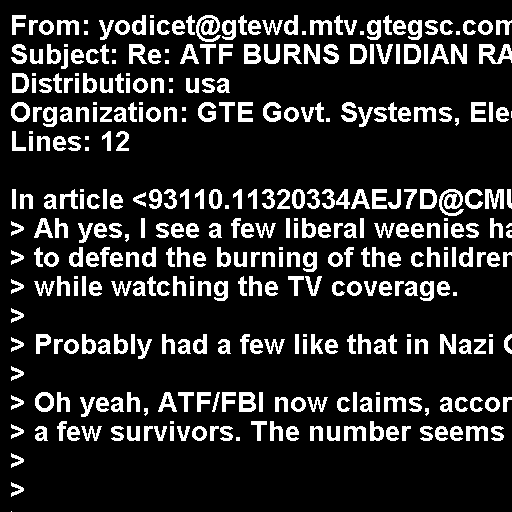 From: yodicet@gtewd.mtv.gtegsc.com
Subject: Re: ATF BURNS DIVIDIAN RA
Distribution: usa
Organization: GTE Govt. Systems, Ele
Lines: 12

In article <93110.11320334AEJ7D@CMU
> Ah yes, I see a few liberal weenies ha
> to defend the burning of the children
> while watching the TV coverage.
>
> Probably had a few like that in Nazi G
>
> Oh yeah, ATF/FBI now claims, accor
> a few survivors. The number seems
>
>